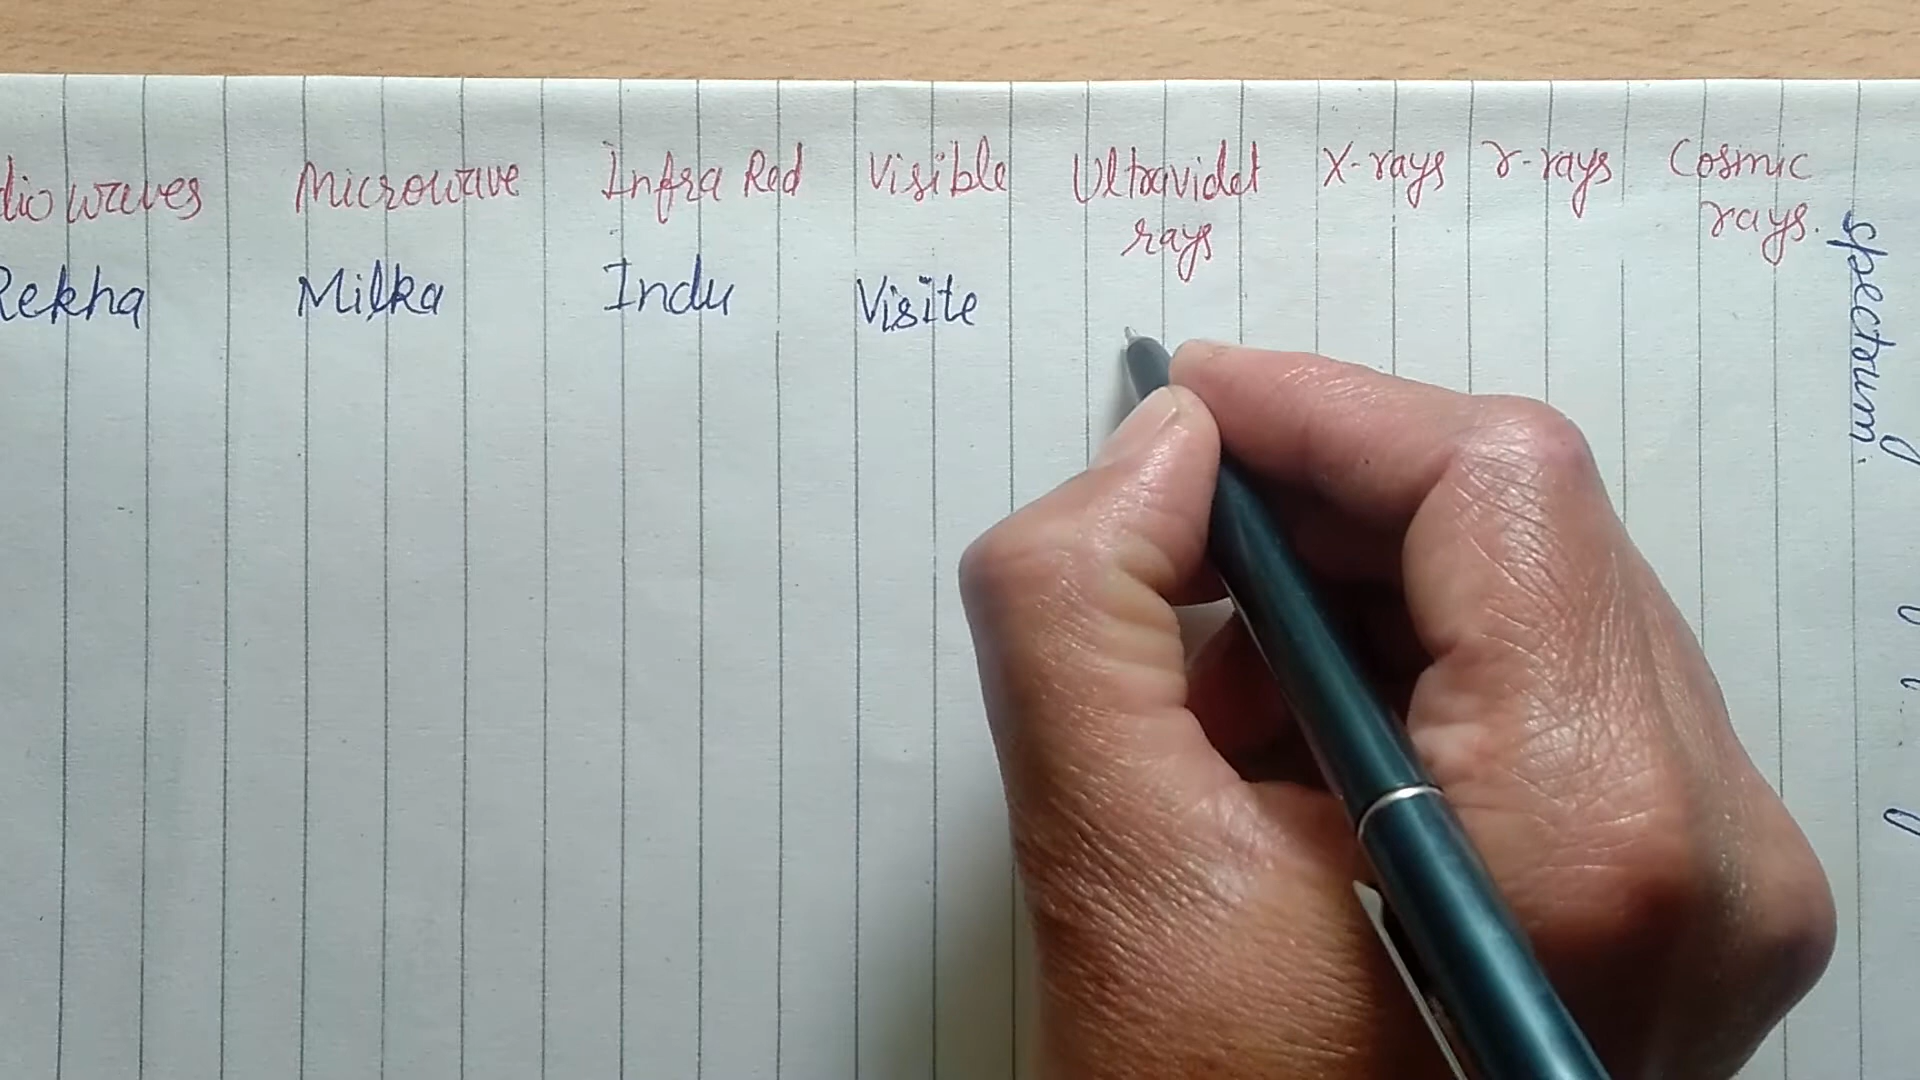 dio waves Microwave Infra Red Visible Ultraviolet X-rays r-rays Cosmic
rays rays.
Rekha Milka Indu Visite
spectrum.